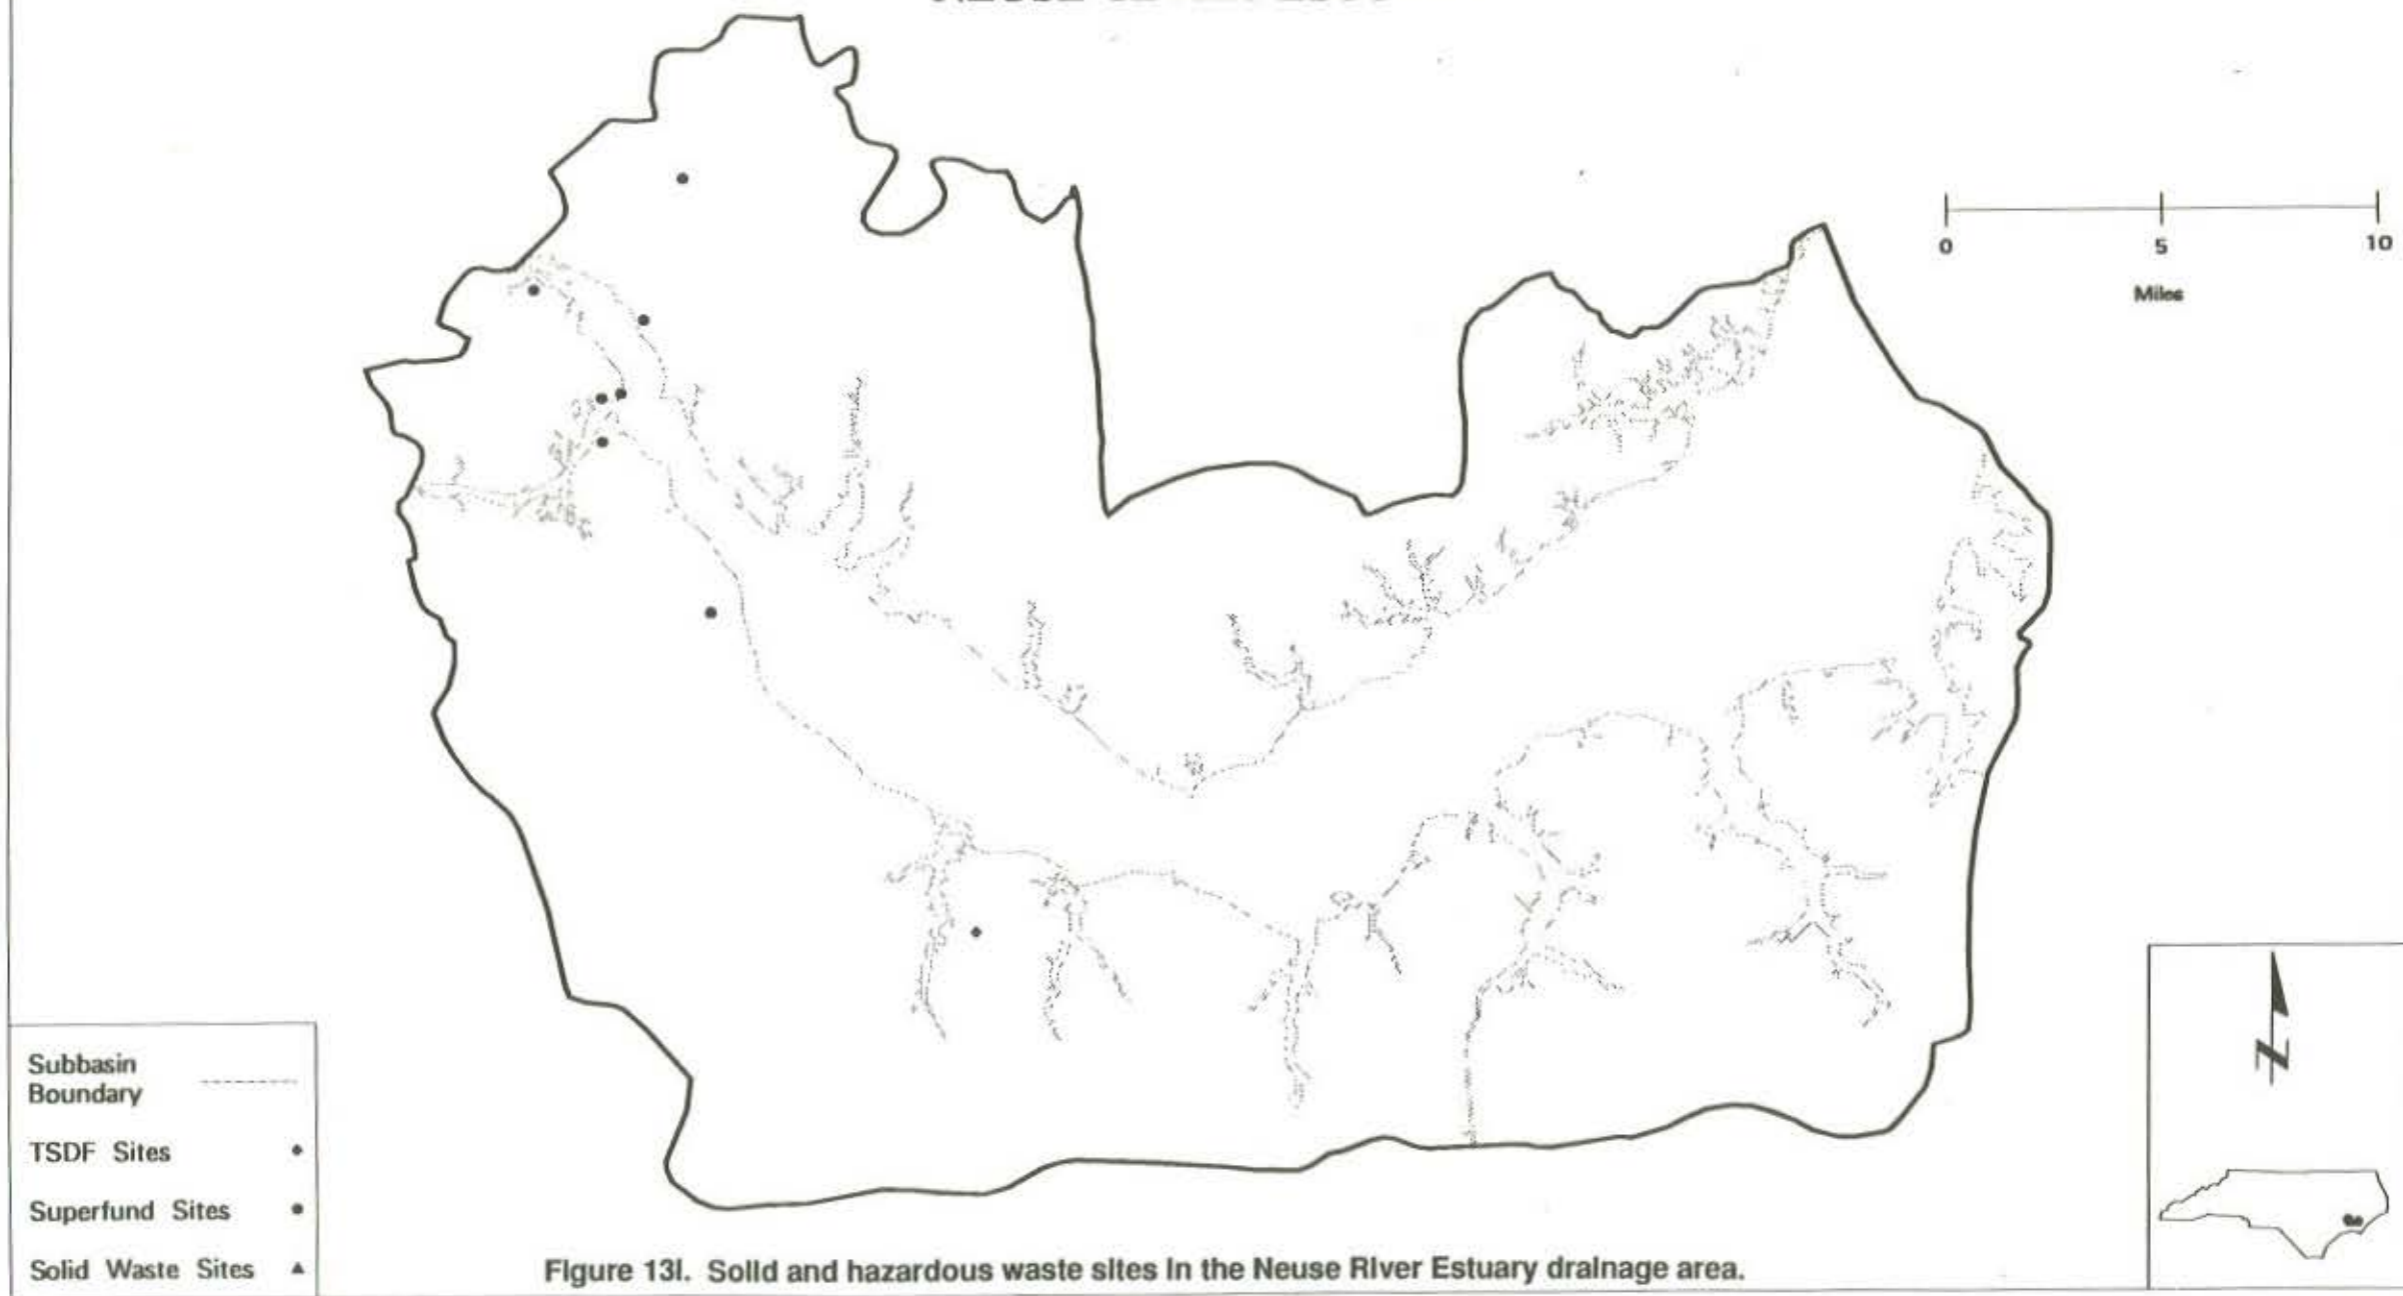 0 5 10
Miles
Subbasin
Boundary
TSDF Sites
Superfund Sites
Solid Waste Sites
N
Figure 13l. Solid and hazardous waste sites in the Neuse River Estuary drainage area.